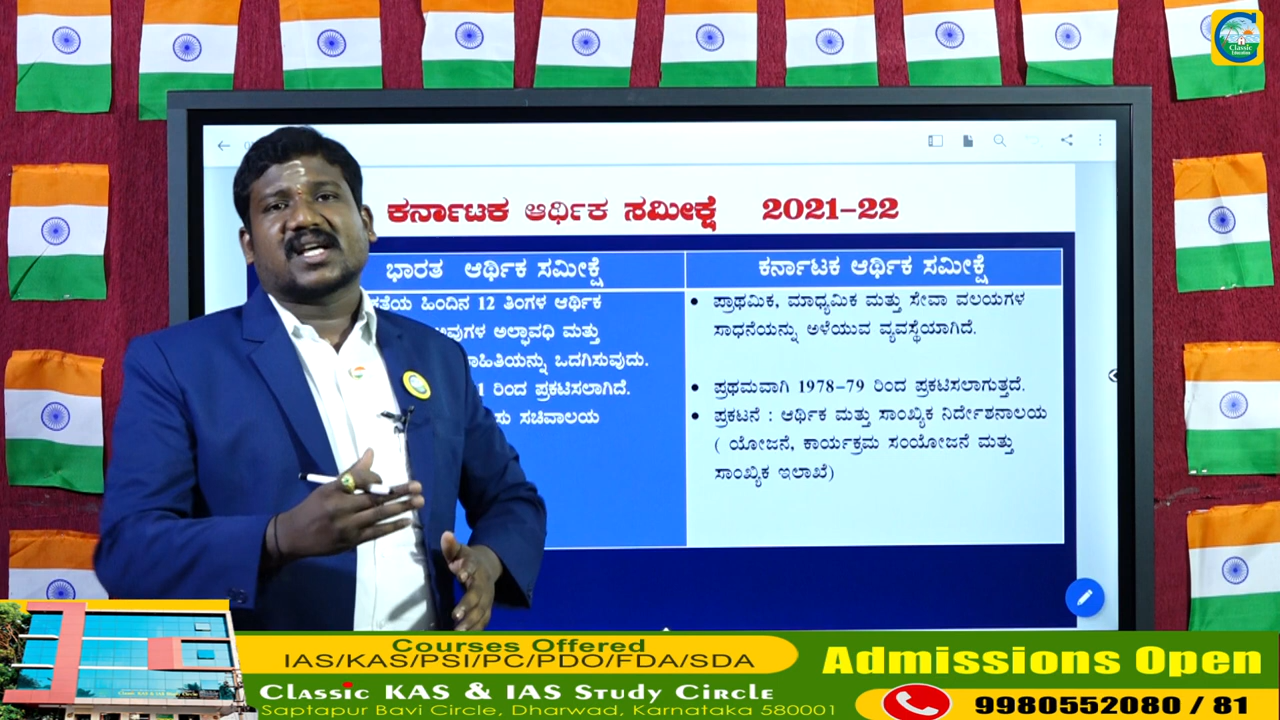 Classic
Education
ಕರ್ನಾಟಕ ಆರ್ಥಿಕ ಸಮೀಕ್ಷೆ 2021-22
ಭಾರತ ಆರ್ಥಿಕ ಸಮೀಕ್ಷೆ
ಕರ್ನಾಟಕ ಆರ್ಥಿಕ ಸಮೀಕ್ಷೆ
ಹಿಂದಿನ 12 ತಿಂಗಳ ಆರ್ಥಿಕ
ಅಲ್ಪಾವಧಿ ಮತ್ತು
ಒದಗಿಸುವುದು.
1 ರಿಂದ ಪ್ರಕಟಿಸಲಾಗಿದೆ.
ಸಚಿವಾಲಯ
• ಪ್ರಾಥಮಿಕ, ಮಾಧ್ಯಮಿಕ ಮತ್ತು ಸೇವಾ ವಲಯಗಳ
ಸಾಧನೆಯನ್ನು ಅಳೆಯುವ ವ್ಯವಸ್ಥೆಯಾಗಿದೆ.
• ಪ್ರಥಮವಾಗಿ 1978-79 ರಿಂದ ಪ್ರಕಟಿಸಲಾಗುತ್ತದೆ.
• ಪ್ರಕಟನೆ : ಆರ್ಥಿಕ ಮತ್ತು ಸಾಂಖ್ಯಿಕ ನಿರ್ದೇಶನಾಲಯ
( ಯೋಜನೆ, ಕಾರ್ಯಕ್ರಮ ಸಂಯೋಜನೆ ಮತ್ತು
ಸಾಂಖ್ಯಿಕ ಇಲಾಖೆ)
Courses Offered
IAS/KAS/PSI/PC/PDO/FDA/SDA
Classic KAS & IAS Study Circle
Saptapur Bavi Circle, Dharwad, Karnataka 580001
Admissions Open
9980552080 / 81